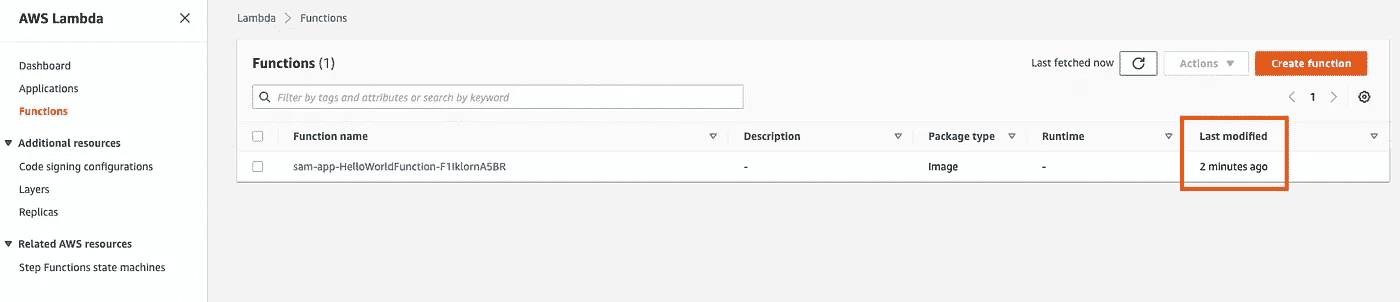 AWS Lambda
Dashboard
Applications
Functions
Additional resources
Code signing configurations
Layers
Replicas
Related AWS resources
Step Functions state machines
Lambda > Functions
Functions (1)
Last fetched now
Actions
Create function
Filter by tags and attributes or search by keyword
1
Function name Description Package type Runtime Last modified
sam-app-HelloWorldFunction-F1IklornA5BR - Image - 2 minutes ago